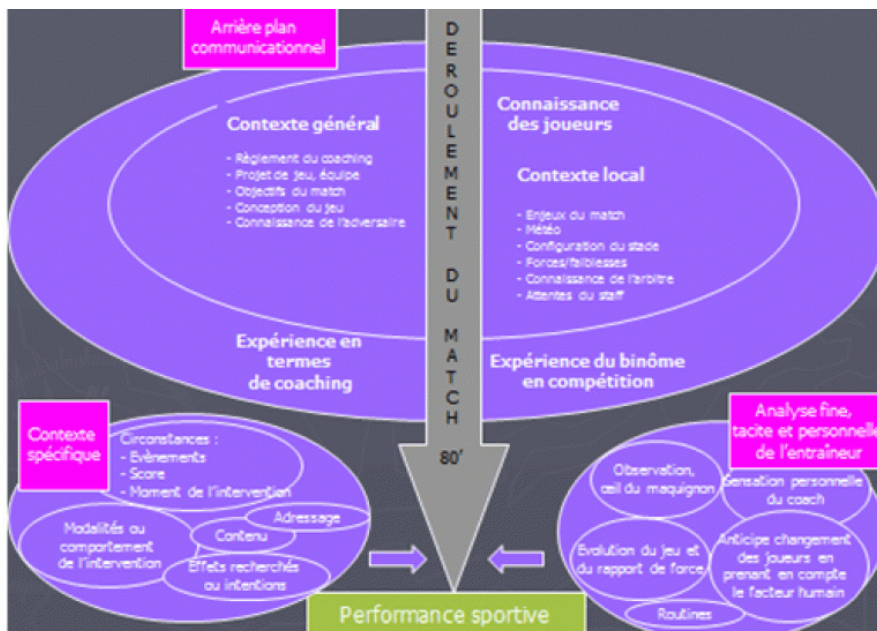 Arrière plan
communicationnel
DEROULEMENT DU MATCH
80'
Contexte général
- Règlement du coaching
- Projet de jeu, équipe
- Objectifs du match
- Conception du jeu
- Connaissance de l'adversaire
Connaissance
des joueurs
Contexte local
- Enjeux du match
- Météo
- Configuration du stade
- Forces/faiblesses
- Connaissance de l'arbitre
- Attentes du staff
Expérience en
termes
de coaching
Expérience du binôme
en compétition
Contexte
spécifique
Circonstances :
- Evènements
- Score
- Moment de l'intervention
Adressage
Modalités ou
comportement
de l'intervention
Contenu
Effets recherchés
ou intentions
Analyse fine,
tacite et personnelle
de l'entraîneur
Observation,
œil du maquignon
Sensation personnelle
du coach
Evolution du jeu et
du rapport de force
Anticipe changement
des joueurs en
prenant en compte
le facteur humain
Routines
Performance sportive